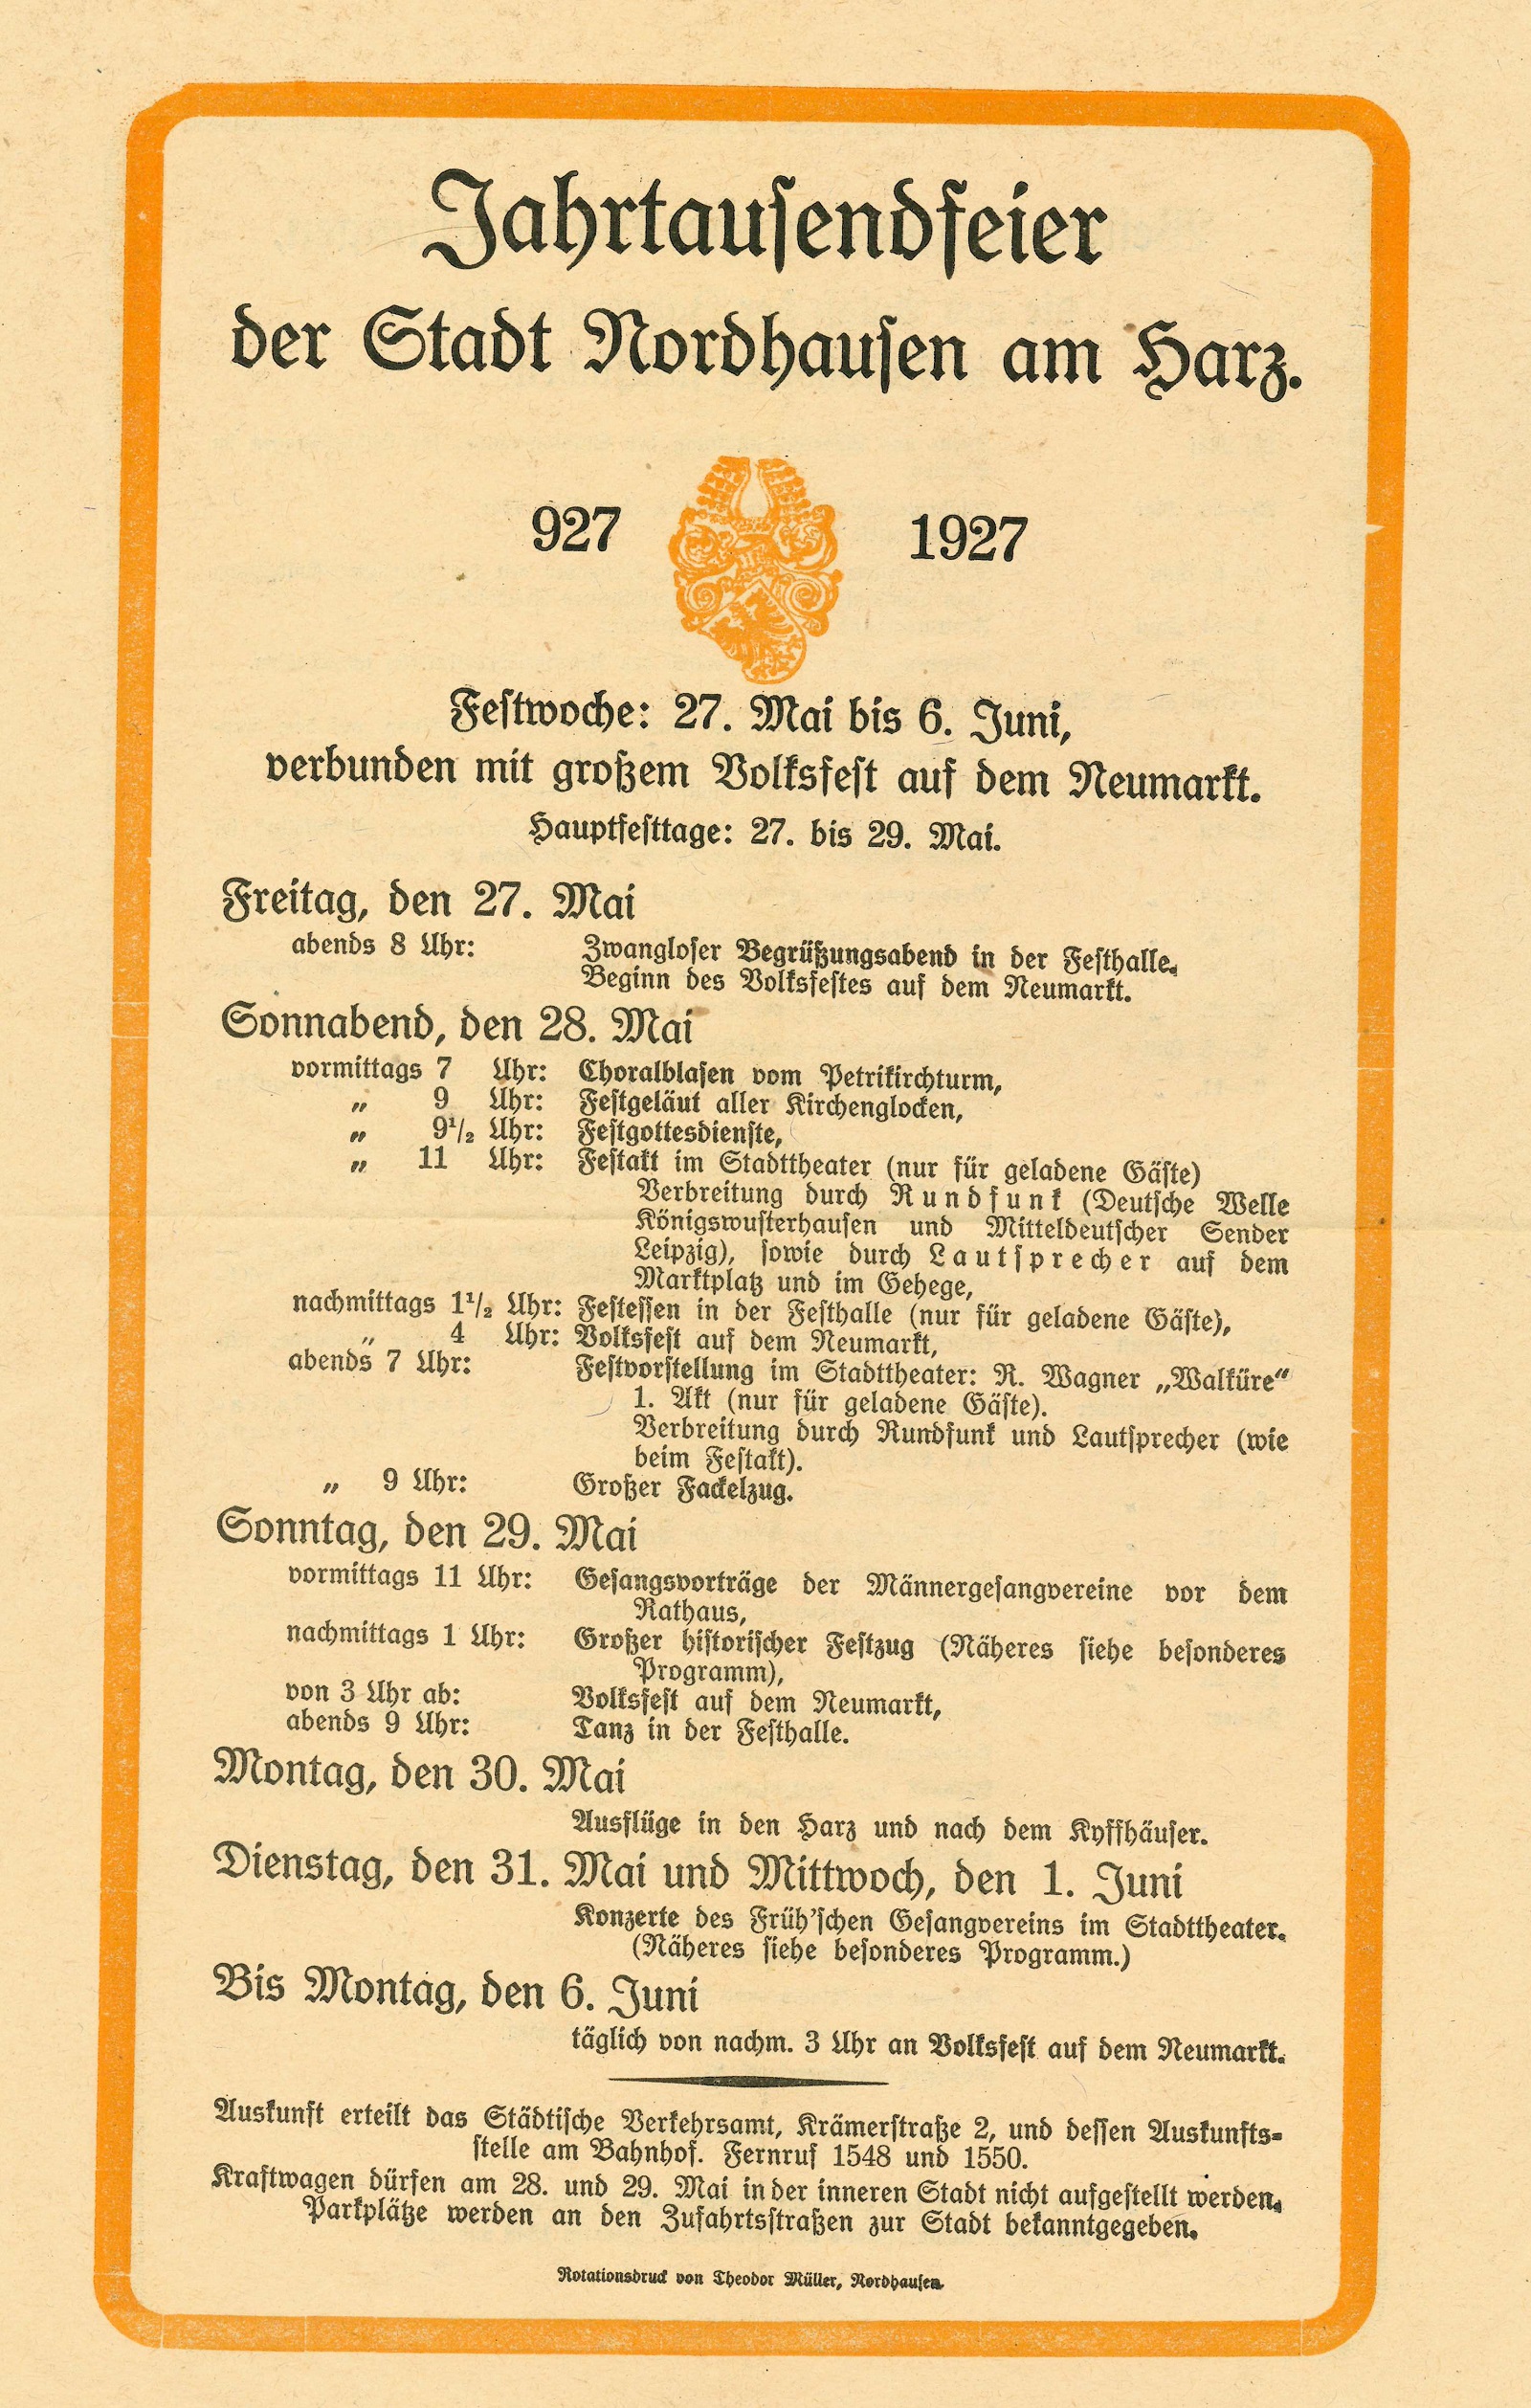 Jahrtausendfeier
der Stadt Nordhausen am Harz.
927 1927
Festwoche: 27. Mai bis 6. Juni,
verbunden mit großem Volksfest auf dem Neumarkt.
Hauptfesttage: 27. bis 29. Mai.
Freitag, den 27. Mai
abends 8 Uhr: Zwangloser Begrüßungsabend in der Festhalle.
Beginn des Volksfestes auf dem Neumarkt.
Sonnabend, den 28. Mai
vormittags 7 Uhr: Choralblasen vom Petrikirchturm,
„ 9 Uhr: Festgeläut aller Kirchenglocken,
„ 9½ Uhr: Festgottesdienste,
„ 11 Uhr: Festakt im Stadttheater (nur für geladene Gäste)
Verbreitung durch Rundfunk (Deutsche Welle
Königswusterhausen und Mitteldeutscher Sender
Leipzig), sowie durch Lautsprecher auf dem
Marktplatz und im Gehege,
nachmittags 1½ Uhr: Festessen in der Festhalle (nur für geladene Gäste),
„ 4 Uhr: Volksfest auf dem Neumarkt,
abends 7 Uhr: Festvorstellung im Stadttheater: R. Wagner „Walküre“
1. Akt (nur für geladene Gäste).
Verbreitung durch Rundfunk und Lautsprecher (wie
beim Festakt).
„ 9 Uhr: Großer Fackelzug.
Sonntag, den 29. Mai
vormittags 11 Uhr: Gesangsvorträge der Männergesangvereine vor dem
Rathaus,
nachmittags 1 Uhr: Großer historischer Festzug (Näheres siehe besonderes
Programm),
von 3 Uhr ab: Volksfest auf dem Neumarkt,
abends 9 Uhr: Tanz in der Festhalle.
Montag, den 30. Mai
Ausflüge in den Harz und nach dem Kyffhäuser.
Dienstag, den 31. Mai und Mittwoch, den 1. Juni
Konzerte des Früh'schen Gesangvereins im Stadttheater.
(Näheres siehe besonderes Programm.)
Bis Montag, den 6. Juni
täglich von nachm. 3 Uhr an Volksfest auf dem Neumarkt.
Auskunft erteilt das Städtische Verkehrsamt, Krämerstraße 2, und dessen Auskunfts-
stelle am Bahnhof. Fernruf 1548 und 1550.
Kraftwagen dürfen am 28. und 29. Mai in der inneren Stadt nicht aufgestellt werden.
Parkplätze werden an den Zufahrtsstraßen zur Stadt bekanntgegeben.
Rotationsdruck von Theodor Müller, Nordhausen.